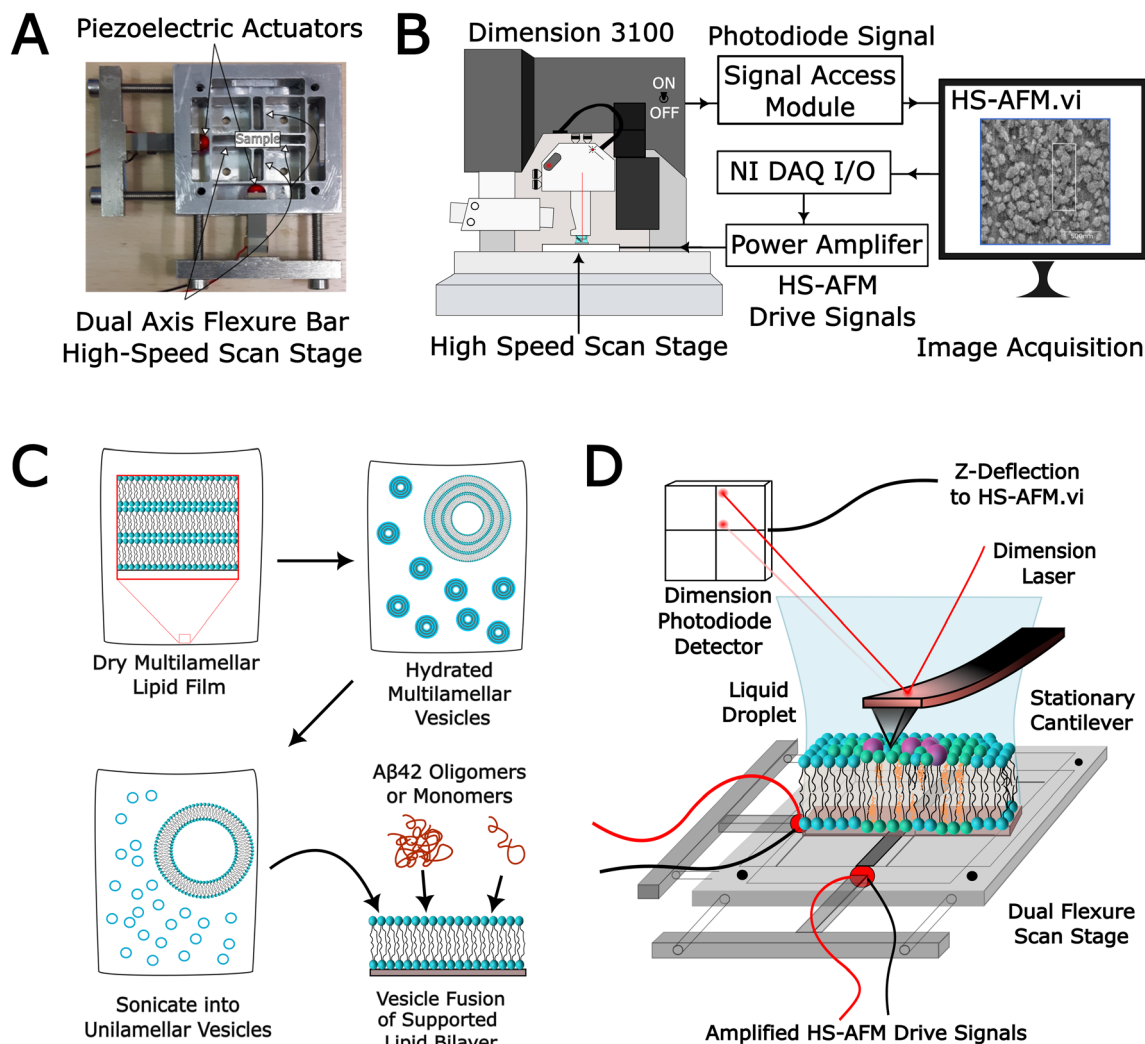 A
Piezoelectric Actuators
Sample
Dual Axis Flexure Bar
High-Speed Scan Stage
B
Dimension 3100
ON
OFF
Photodiode Signal
Signal Access
Module
NI DAQ I/O
Power Amplifer
HS-AFM
Drive Signals
High Speed Scan Stage
HS-AFM.vi
500nm
Image Acquisition
C
Dry Multilamellar
Lipid Film
Hydrated
Multilamellar
Vesicles
Sonicate into
Unilamellar Vesicles
Aβ42 Oligomers
or Monomers
Vesicle Fusion
of Supported
Lipid Bilayer
D
Z-Deflection
to HS-AFM.vi
Dimension
Laser
Dimension
Photodiode
Detector
Liquid
Droplet
Stationary
Cantilever
Dual Flexure
Scan Stage
Amplified HS-AFM Drive Signals